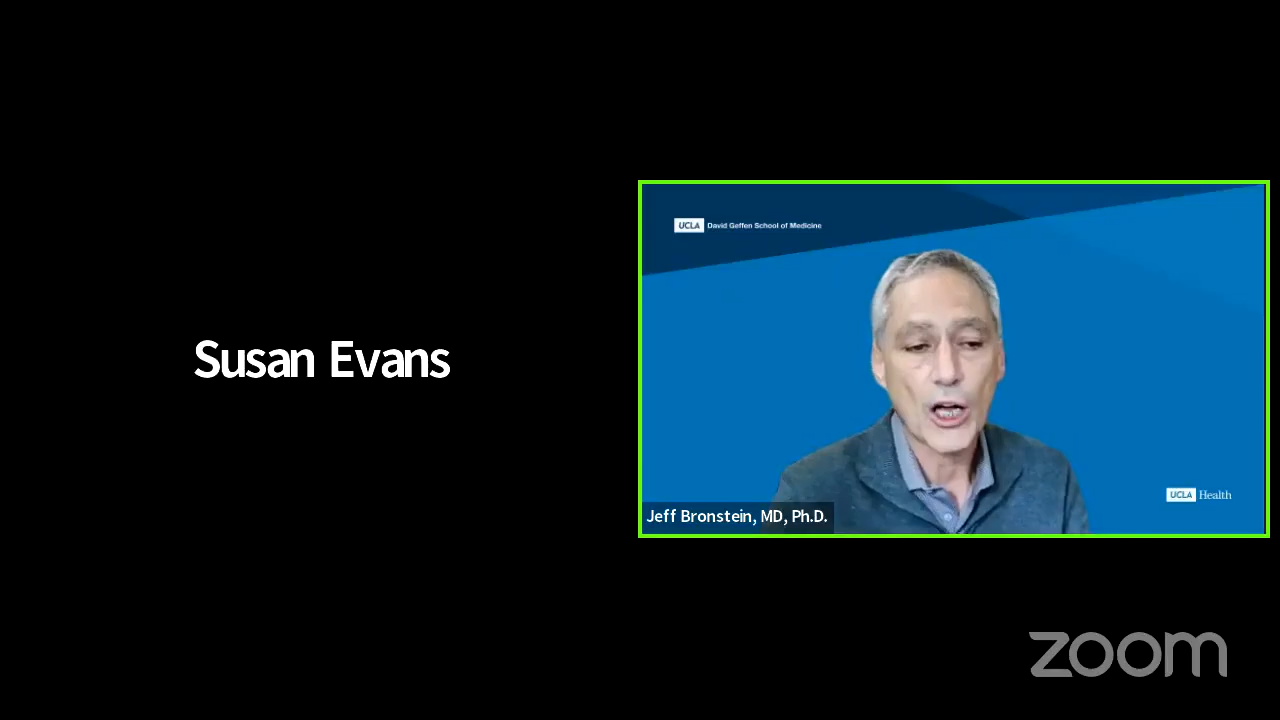 Susan Evans
UCLA David Geffen School of Medicine
UCLA Health
Jeff Bronstein, MD, Ph.D.
zoom